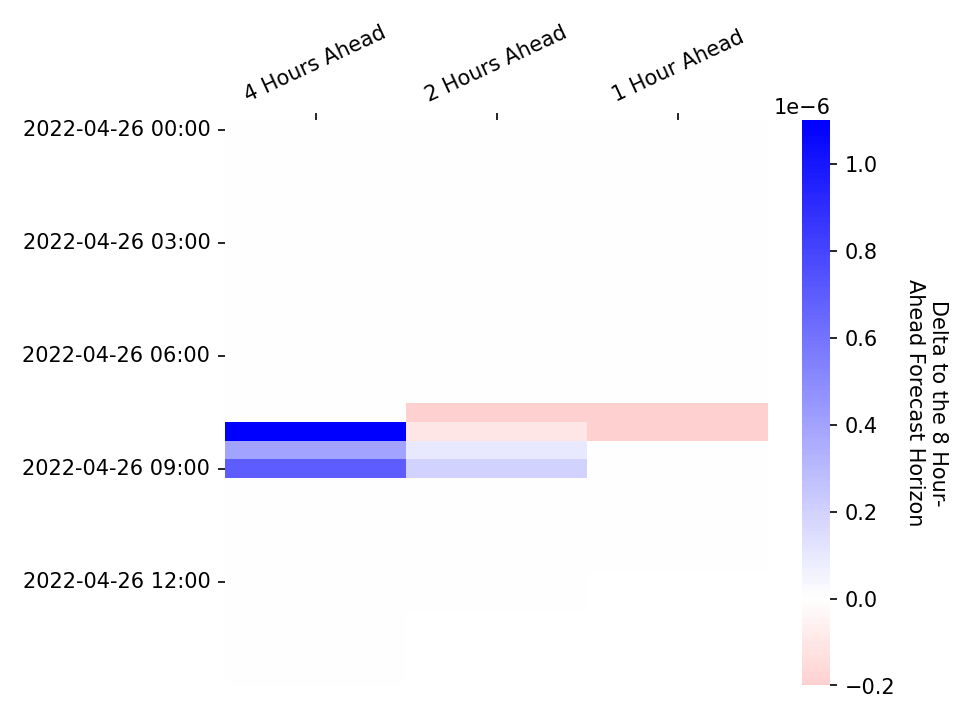 4 Hours Ahead
2 Hours Ahead
1 Hour Ahead
1e−6
2022-04-26 00:00
2022-04-26 03:00
2022-04-26 06:00
2022-04-26 09:00
2022-04-26 12:00
1.0
0.8
0.6
0.4
0.2
0.0
−0.2
Delta to the 8 Hour-
Ahead Forecast Horizon